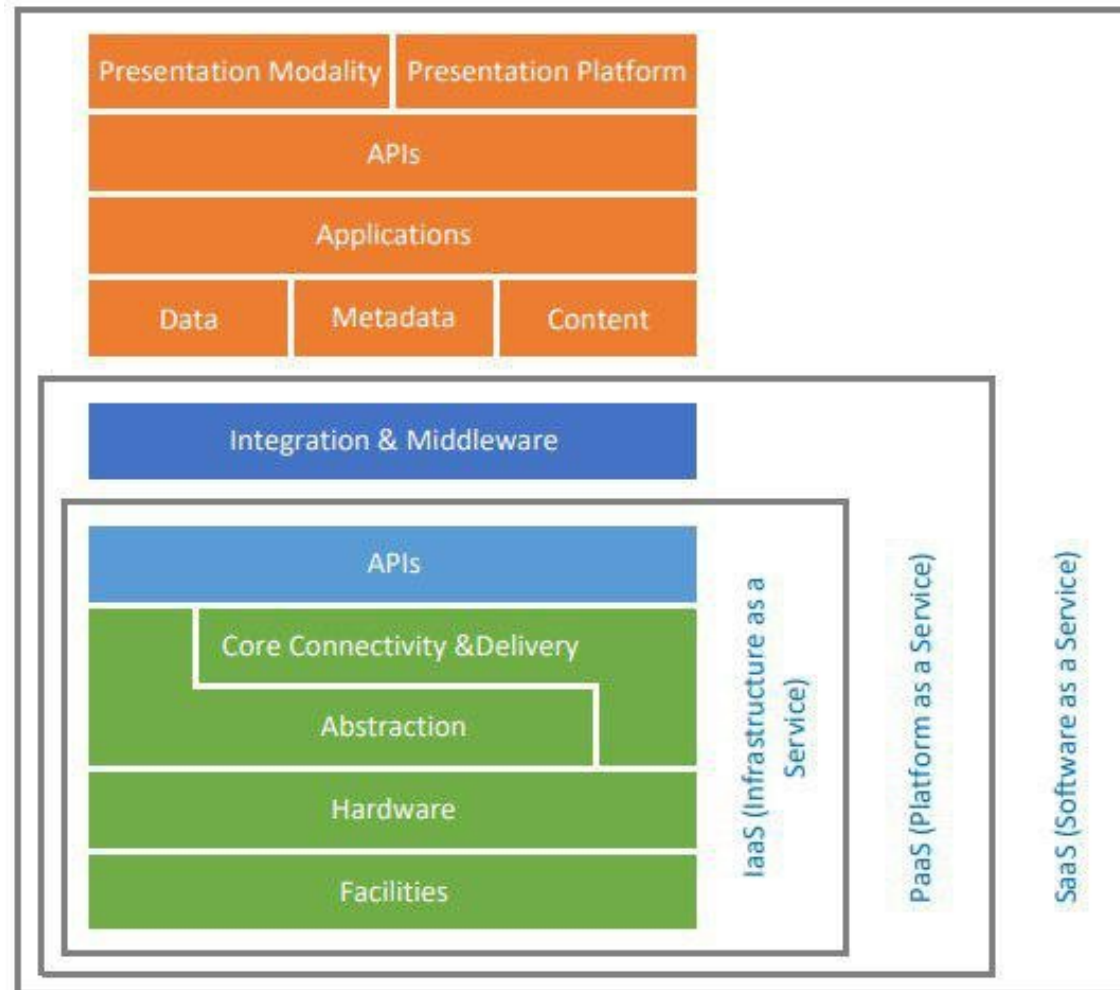 Presentation Modality
Presentation Platform
APIs
Applications
Data
Metadata
Content
Integration & Middleware
APIs
Core Connectivity &Delivery
Abstraction
Hardware
Facilities
IaaS (Infrastructure as a
Service)
PaaS (Platform as a Service)
SaaS (Software as a Service)